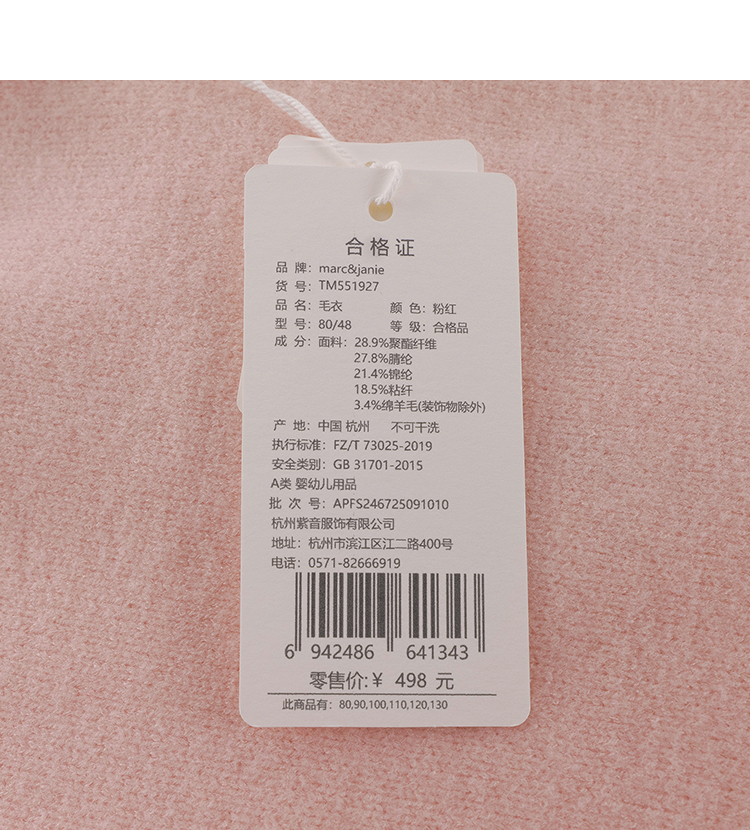 合格证
品 牌：marc&janie
货 号：TM551927
品 名：毛衣 颜 色：粉红
型 号：80/48 等 级：合格品
成 分：面料：28.9%聚酯纤维
27.8%腈纶
21.4%锦纶
18.5%粘纤
3.4%绵羊毛(装饰物除外)
产 地：中国 杭州 不可干洗
执行标准：FZ/T 73025-2019
安全类别：GB 31701-2015
A类 婴幼儿用品
批 次 号：APFS246725091010
杭州紫音服饰有限公司
地址：杭州市滨江区江二路400号
电话：0571-82666919
6 942486 641343
零售价:￥ 498 元
此商品有：80,90,100,110,120,130